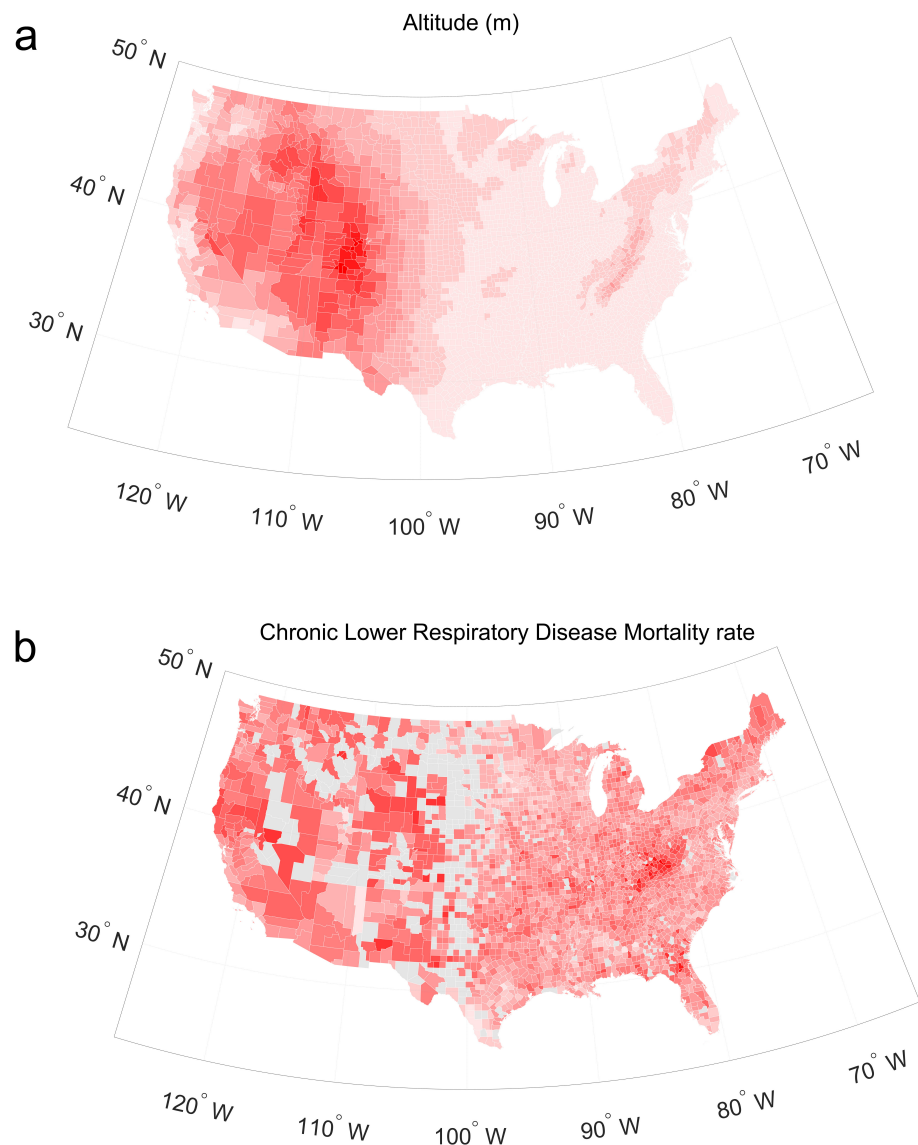 a
Altitude (m)
50° N
40° N
30° N
120° W
110° W
100° W
90° W
80° W
70° W
b
Chronic Lower Respiratory Disease Mortality rate
50° N
40° N
30° N
120° W
110° W
100° W
90° W
80° W
70° W